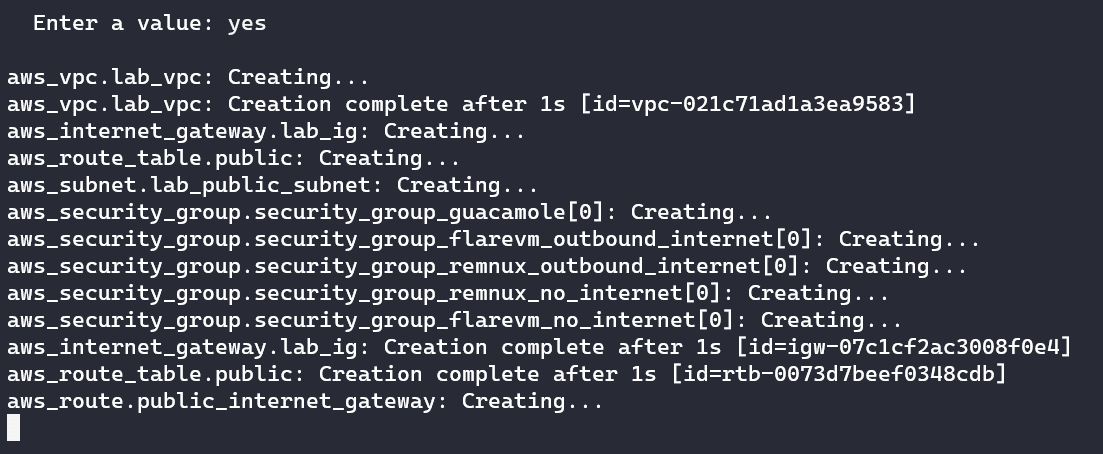 Enter a value: yes
aws_vpc.lab_vpc: Creating...
aws_vpc.lab_vpc: Creation complete after 1s [id=vpc-021c71ad1a3ea9583]
aws_internet_gateway.lab_ig: Creating...
aws_route_table.public: Creating...
aws_subnet.lab_public_subnet: Creating...
aws_security_group.security_group_guacamole[0]: Creating...
aws_security_group.security_group_flarevm_outbound_internet[0]: Creating...
aws_security_group.security_group_remnux_outbound_internet[0]: Creating...
aws_security_group.security_group_remnux_no_internet[0]: Creating...
aws_security_group.security_group_flarevm_no_internet[0]: Creating...
aws_internet_gateway.lab_ig: Creation complete after 1s [id=igw-07c1cf2ac3008f0e4]
aws_route_table.public: Creation complete after 1s [id=rtb-0073d7beef0348cdb]
aws_route.public_internet_gateway: Creating...